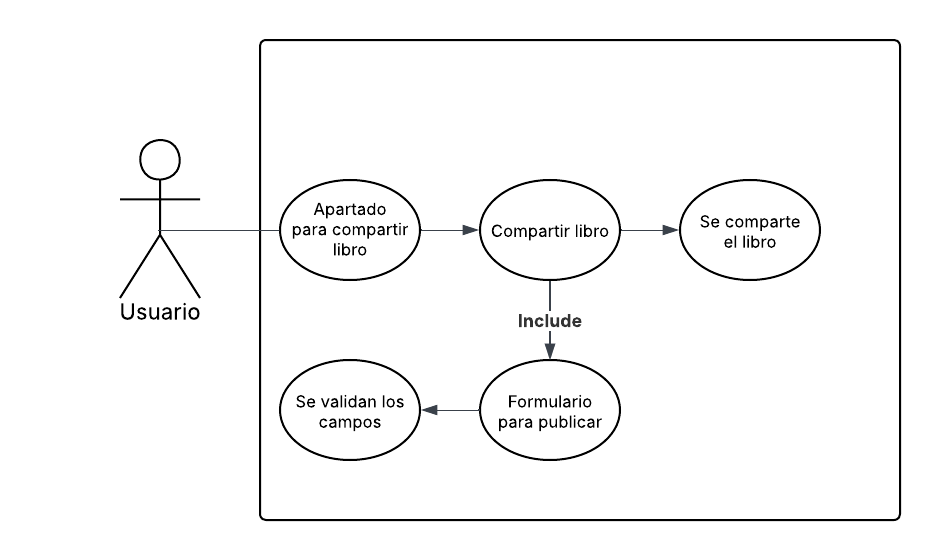 Usuario
Apartado
para compartir
libro
Compartir libro
Se comparte
el libro
Include
Se validan los
campos
Formulario
para publicar